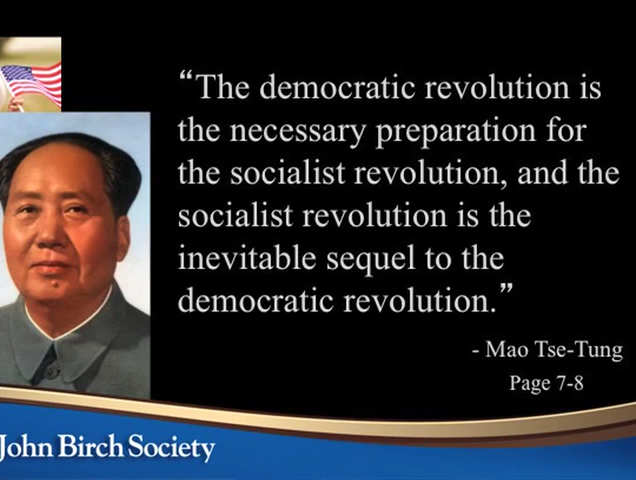 “The democratic revolution is
the necessary preparation for
the socialist revolution, and the
socialist revolution is the
inevitable sequel to the
democratic revolution.”
- Mao Tse-Tung
Page 7-8
John Birch Society